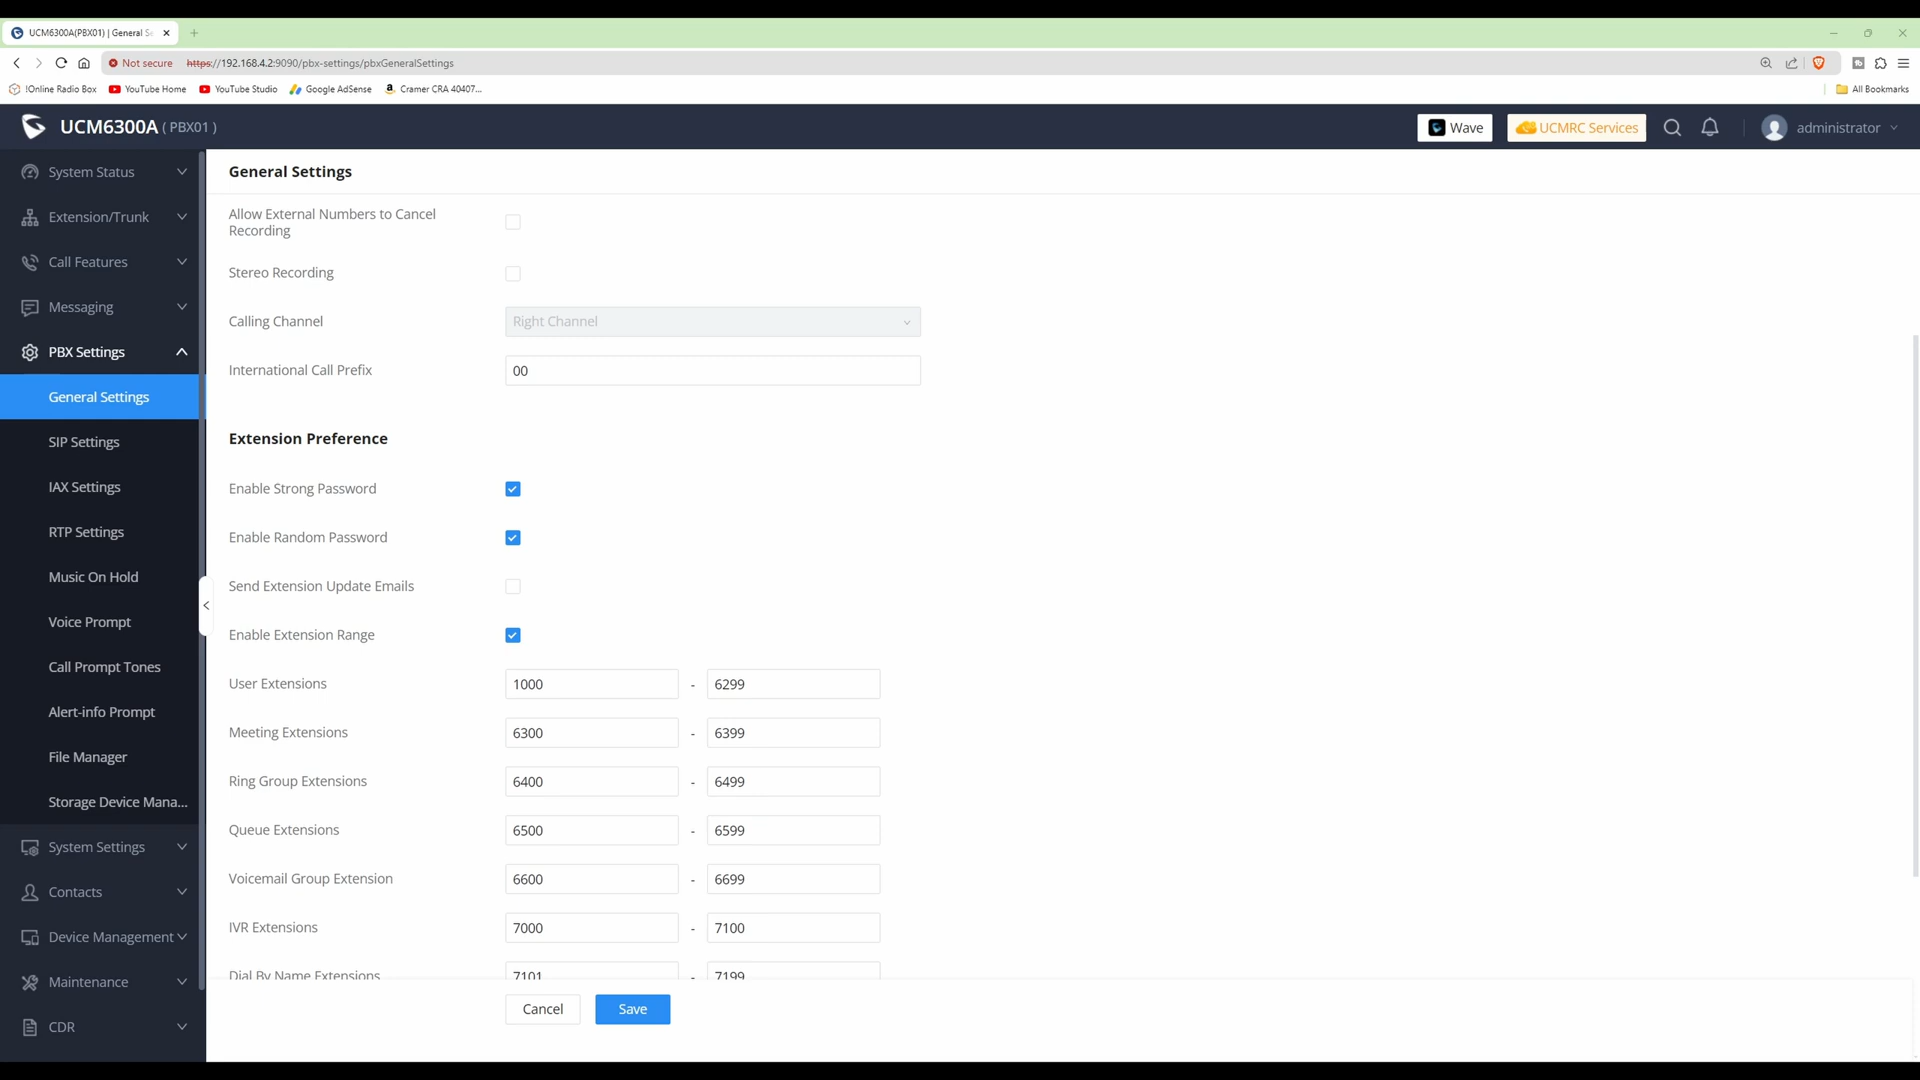 UCM6300A(PBX01) | General Se
Not secure https://192.168.4.2:9090/pbx-settings/pbxGeneralSettings
!Online Radio Box YouTube Home YouTube Studio Google AdSense Cramer CRA 40407... All Bookmarks
UCM6300A ( PBX01 )
Wave
UCMRC Services
administrator
System Status
Extension/Trunk
Call Features
Messaging
PBX Settings
General Settings
SIP Settings
IAX Settings
RTP Settings
Music On Hold
Voice Prompt
Call Prompt Tones
Alert-info Prompt
File Manager
Storage Device Mana...
System Settings
Contacts
Device Management
Maintenance
CDR
General Settings
Allow External Numbers to Cancel
Recording
Stereo Recording
Calling Channel Right Channel
International Call Prefix 00
Extension Preference
Enable Strong Password
Enable Random Password
Send Extension Update Emails
Enable Extension Range
User Extensions 1000 - 6299
Meeting Extensions 6300 - 6399
Ring Group Extensions 6400 - 6499
Queue Extensions 6500 - 6599
Voicemail Group Extension 6600 - 6699
IVR Extensions 7000 - 7100
Dial By Name Extensions 7101 - 7199
Cancel Save